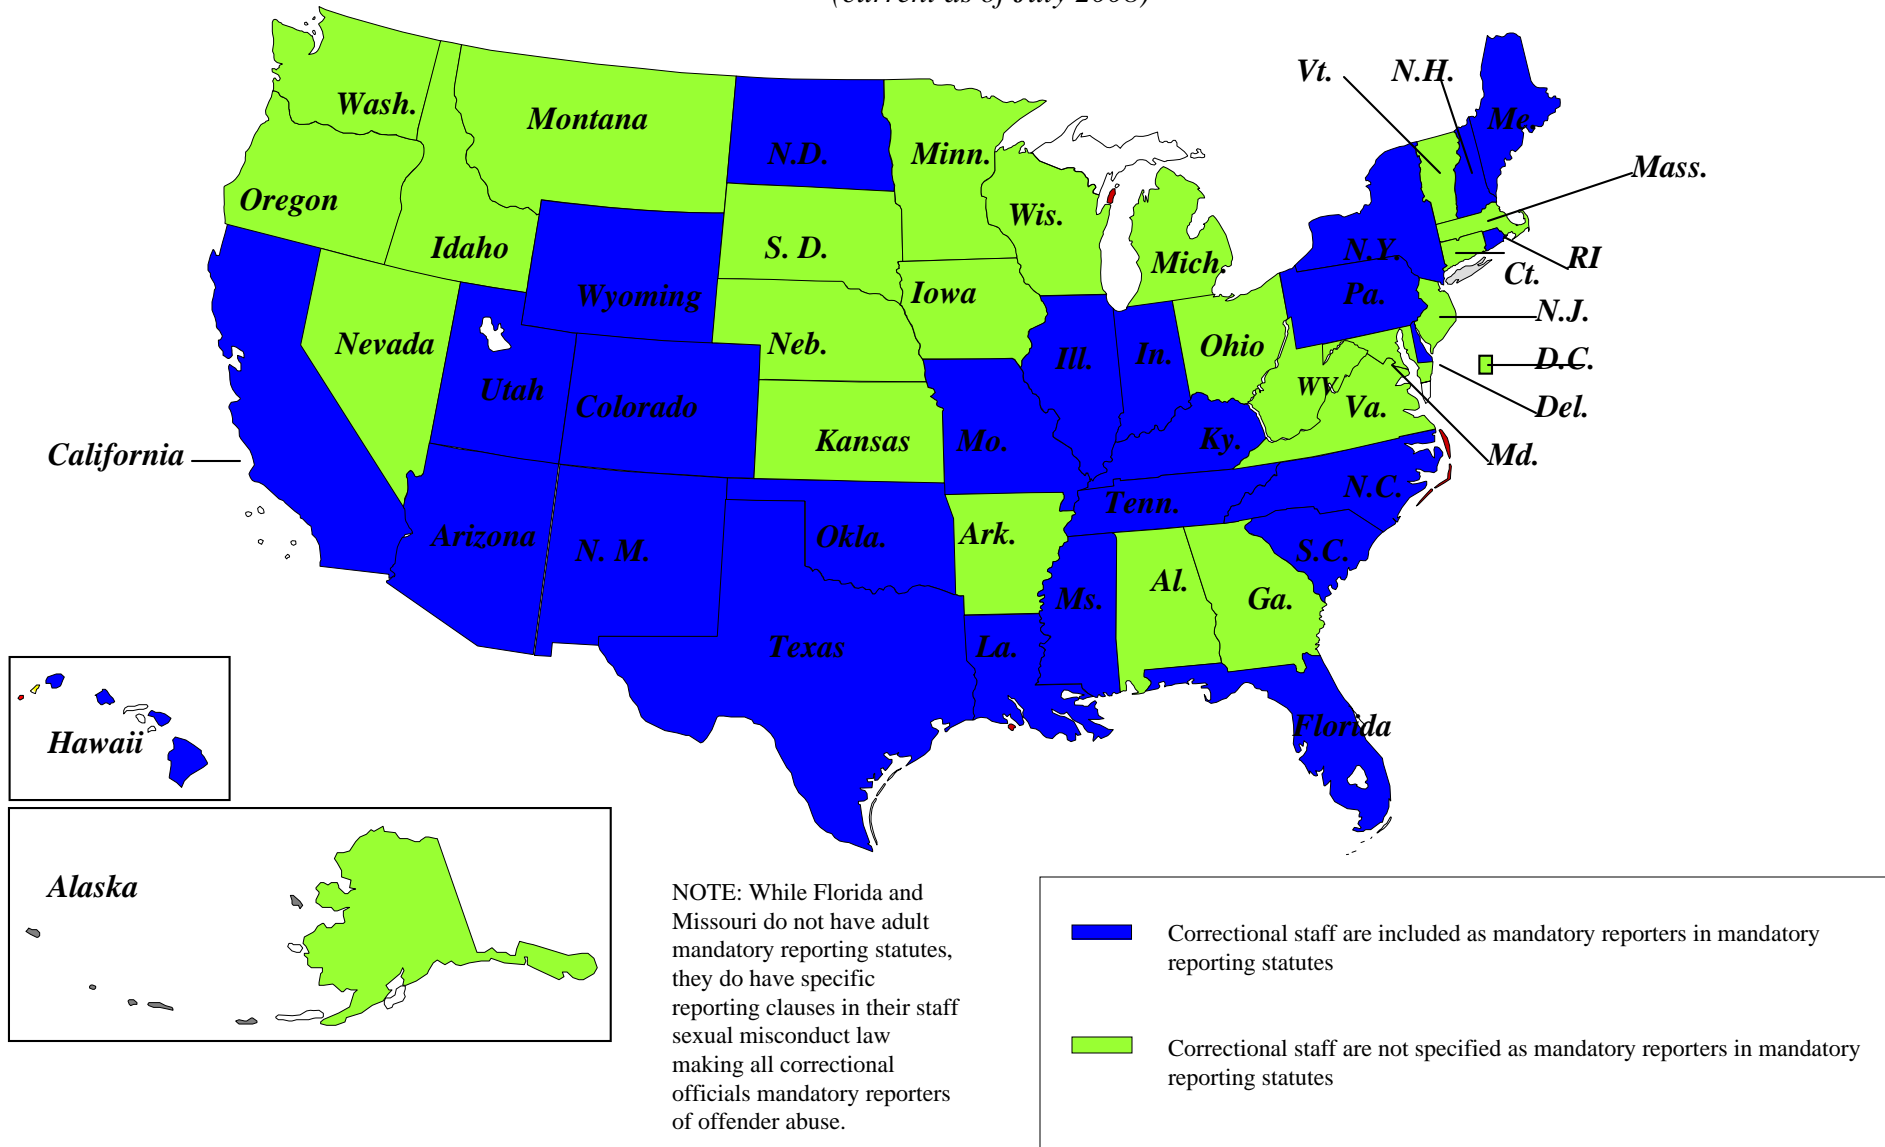 (current as of July 2008)
Vt.
N.H.
Wash.
Montana
Me.
N.D.
Minn.
Mass.
Oregon
Wis.
Idaho
S. D.
N.Y.
Mich.
RI
Ct.
Wyoming
Iowa
Pa.
N.J.
Nevada
Neb.
Ohio
Ill.
In.
D.C.
Utah
Colorado
WV
Va.
Del.
California
Kansas
Mo.
Ky.
Md.
N.C.
Tenn.
Arizona
N. M.
Okla.
Ark.
S.C.
Al.
Ms.
Ga.
Texas
La.
Florida
Hawaii
Alaska
NOTE: While Florida and
Missouri do not have adult
mandatory reporting statutes,
they do have specific
reporting clauses in their staff
sexual misconduct law
making all correctional
officials mandatory reporters
of offender abuse.
Correctional staff are included as mandatory reporters in mandatory
reporting statutes
Correctional staff are not specified as mandatory reporters in mandatory
reporting statutes